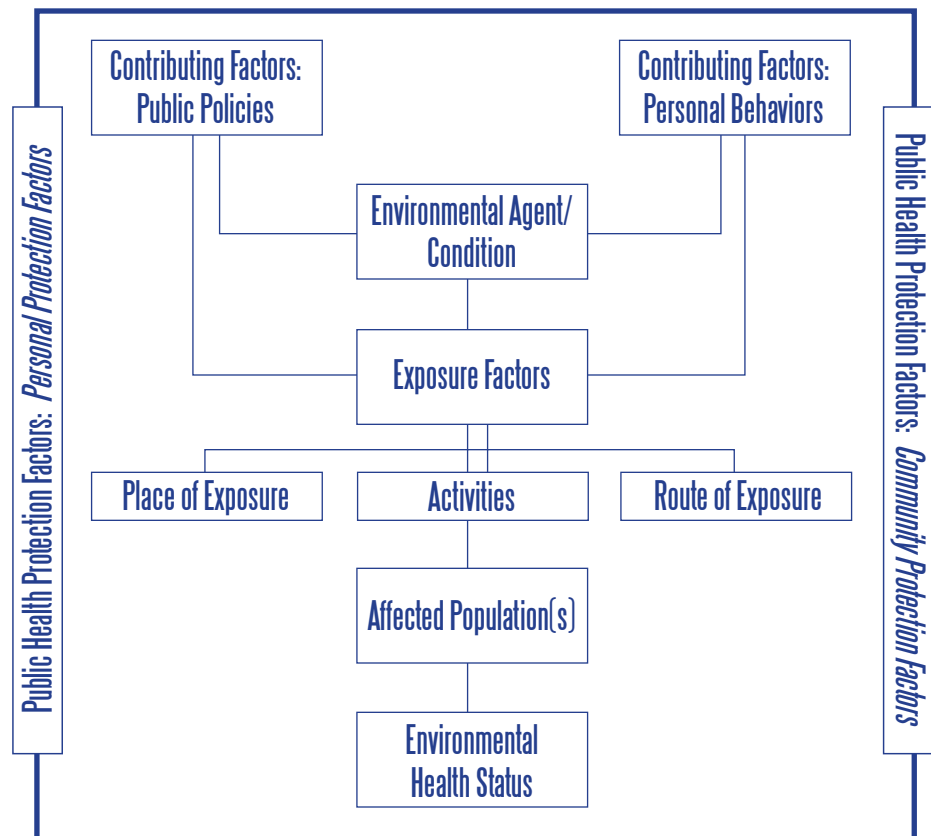 Contributing Factors:
Public Policies
Contributing Factors:
Personal Behaviors
Public Health Protection Factors: Personal Protection Factors
Public Health Protection Factors: Community Protection Factors
Environmental Agent/
Condition
Exposure Factors
Place of Exposure
Activities
Route of Exposure
Affected Population(s)
Environmental
Health Status